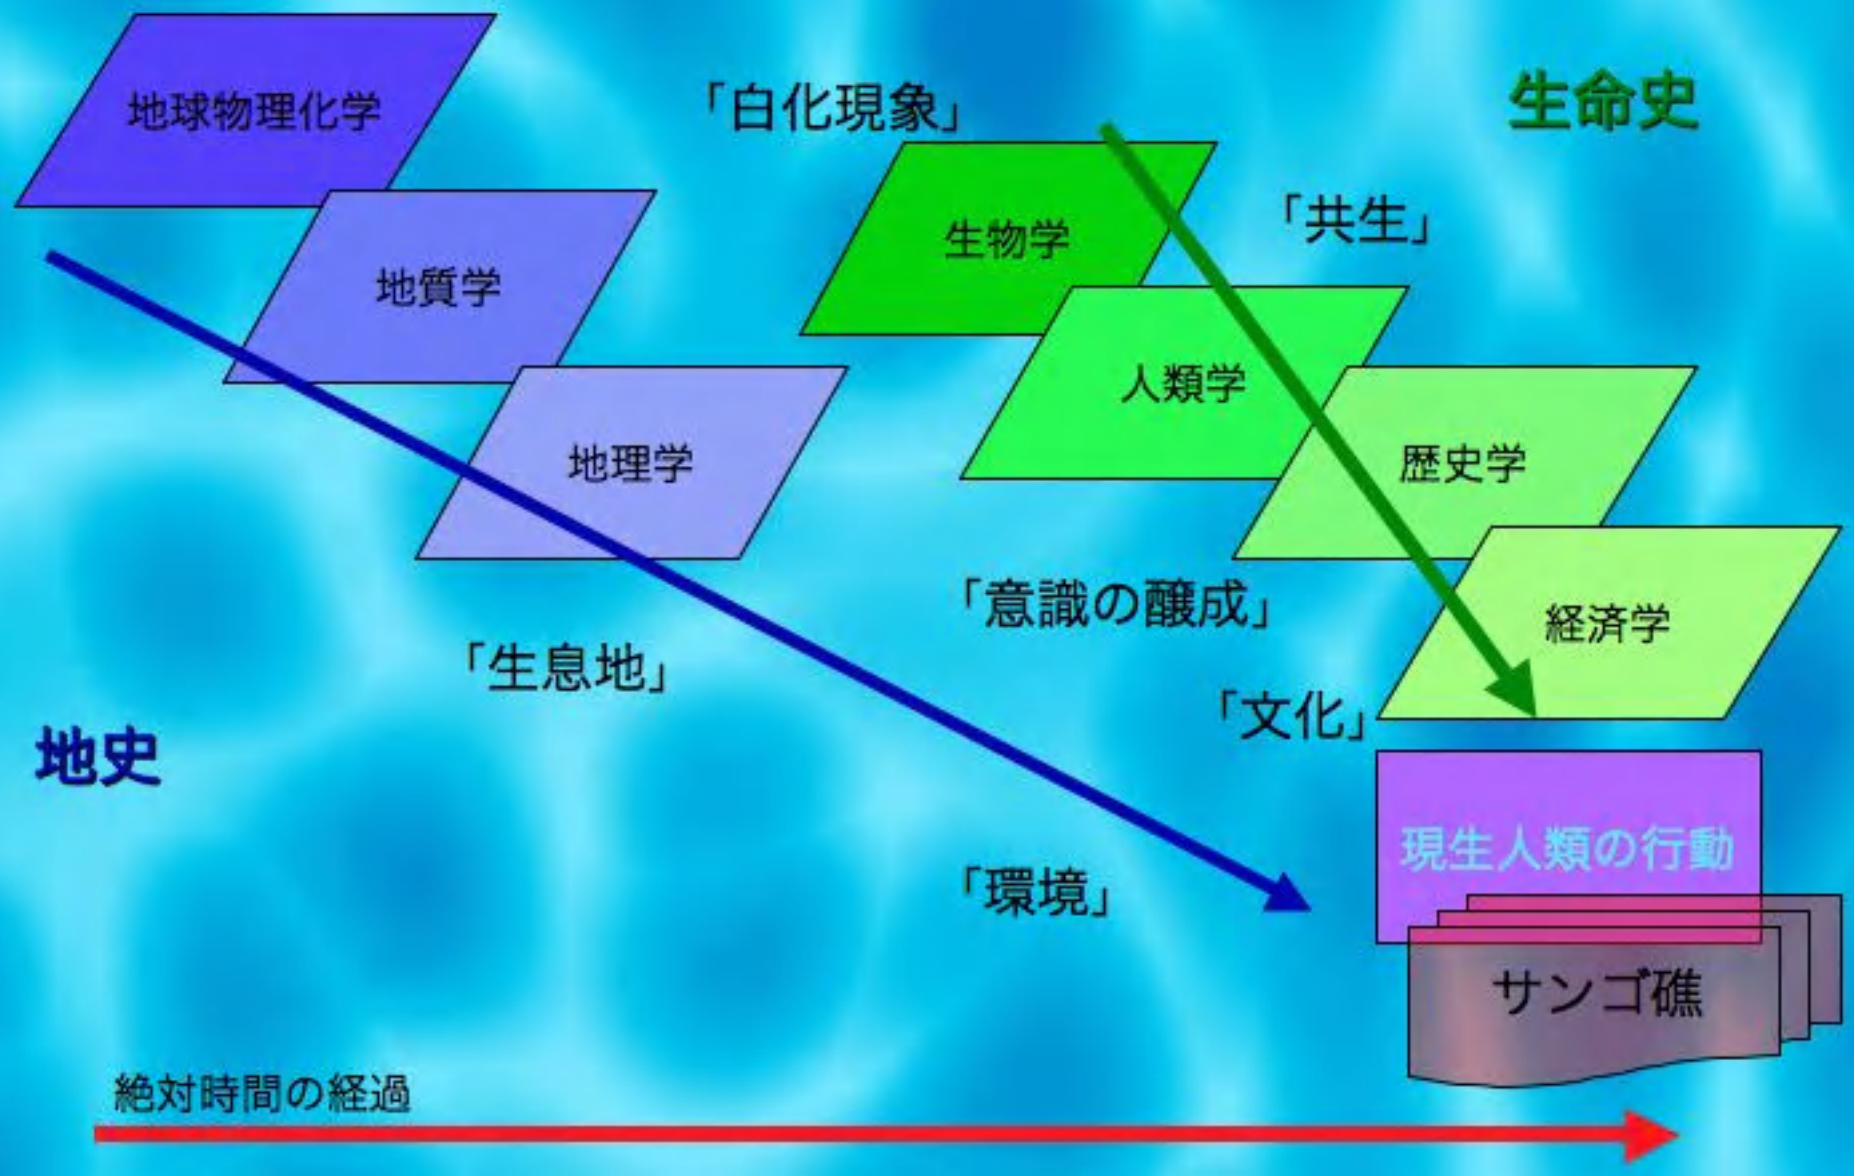 地球物理化学
「白化現象」
生命史
生物学
「共生」
地質学
人類学
地理学
歴史学
「意識の醸成」
経済学
「生息地」
「文化」
地史
現生人類の行動
「環境」
サンゴ礁
絶対時間の経過